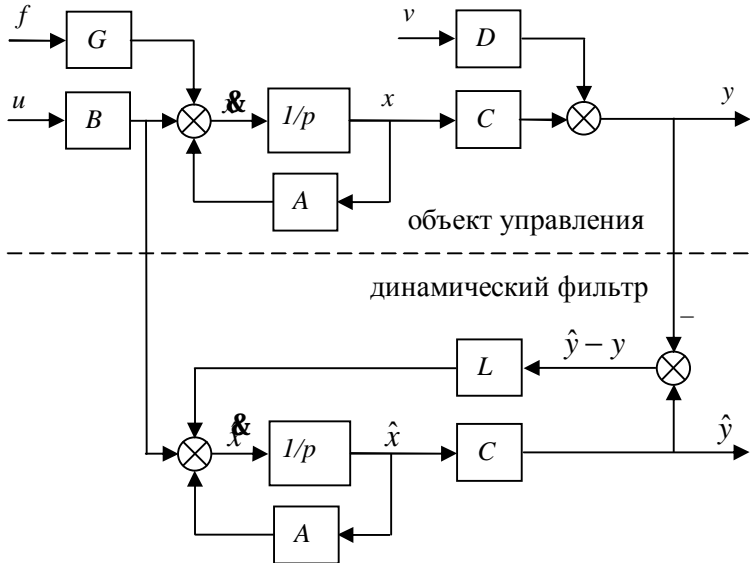 f
G
v
D
u
B
x&
1/p
x
C
y
A
объект управления
динамический фильтр
–
L
ŷ – y
x̂&
1/p
x̂
C
ŷ
A